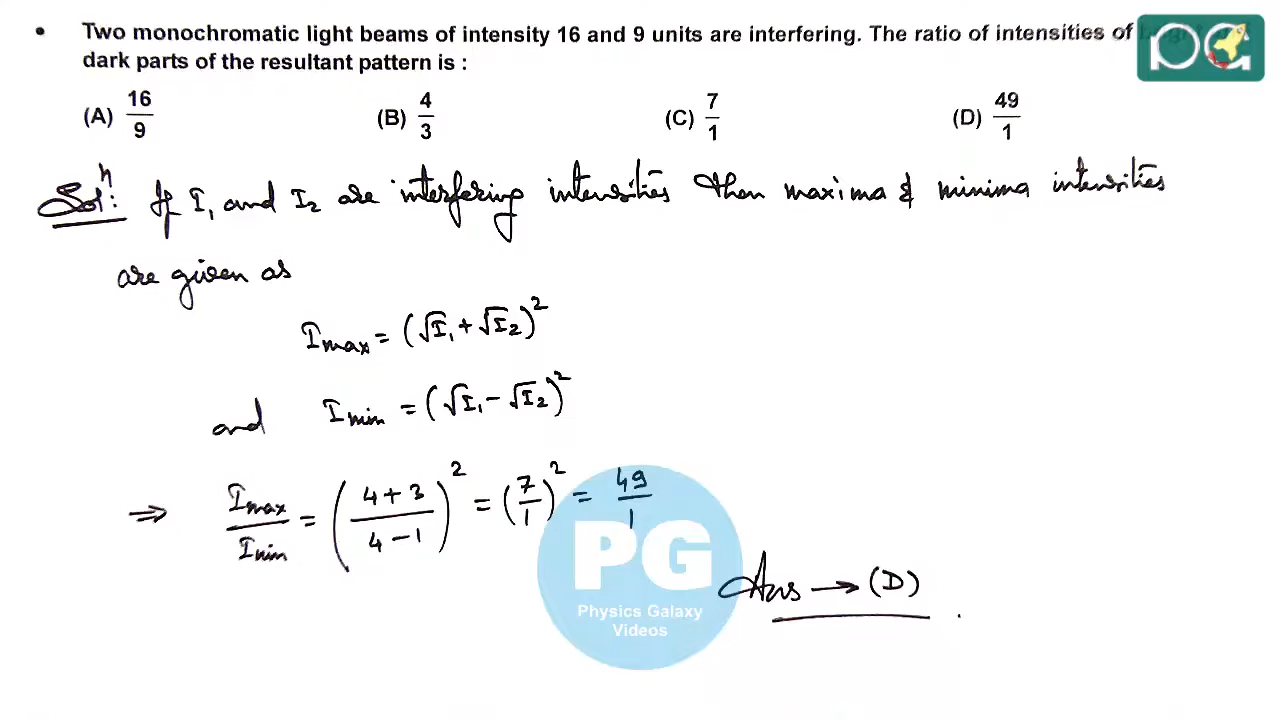 • Two monochromatic light beams of intensity 16 and 9 units are interfering. The ratio of intensities of
dark parts of the resultant pattern is :
(A) 16/9 (B) 4/3 (C) 7/1 (D) 49/1
Solⁿ: If I₁ and I₂ are interfering intensities then maxima & minima intensities
are given as
Imax = (√I₁ + √I₂)²
and Imin = (√I₁ − √I₂)²
⇒ Imax/Imin = ((4+3)/(4−1))² = (7/1)² = 49/1
Ans → (D)
PG
Physics Galaxy
Videos